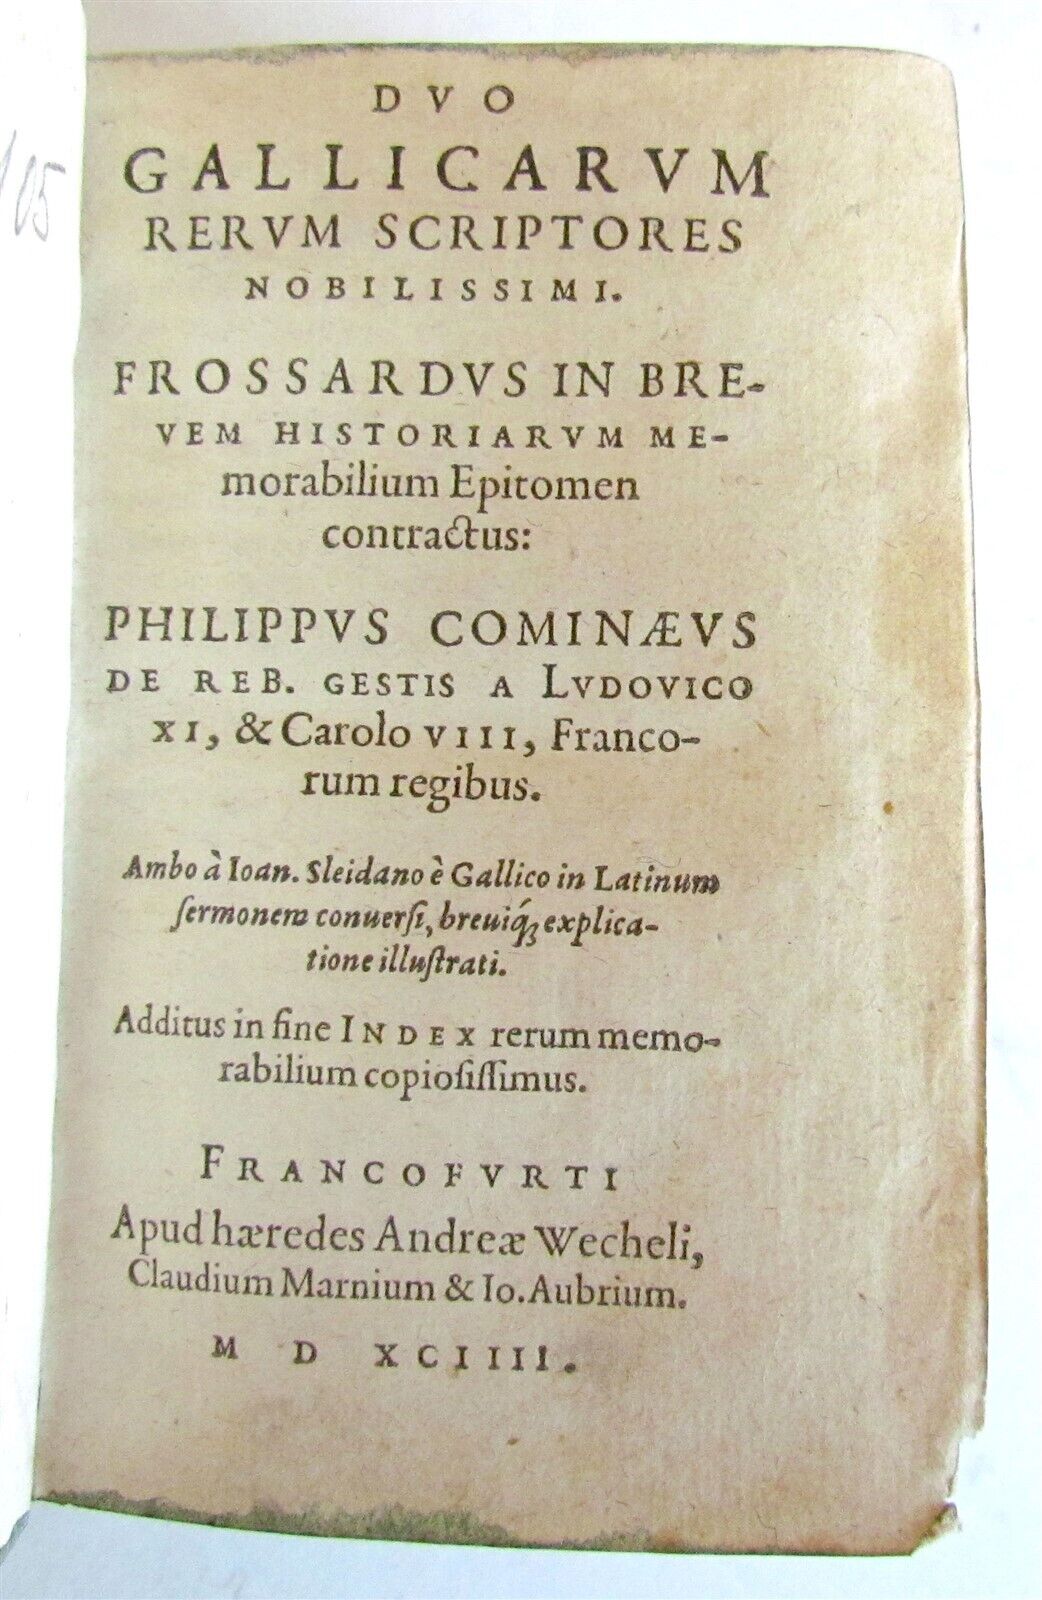 105
DVO
GALLICARVM
RERVM SCRIPTORES
NOBILISSIMI.
FROSSARDVS IN BRE-
VEM HISTORIARVM ME-
morabilium Epitomen
contractus:
PHILIPPVS COMINÆVS
DE REB. GESTIS A LVDOVICO
XI, & Carolo VIII, Franco-
rum regibus.
Ambo à Ioan. Sleidano è Gallico in Latinum
ſermonem conuerſi, breuiq́ꝫ explica-
tione illuſtrati.
Additus in fine INDEX rerum memo-
rabilium copioſiſſimus.
FRANCOFVRTI
Apud hæredes Andreæ Wecheli,
Claudium Marnium & Io. Aubrium.
M D XCIIII.